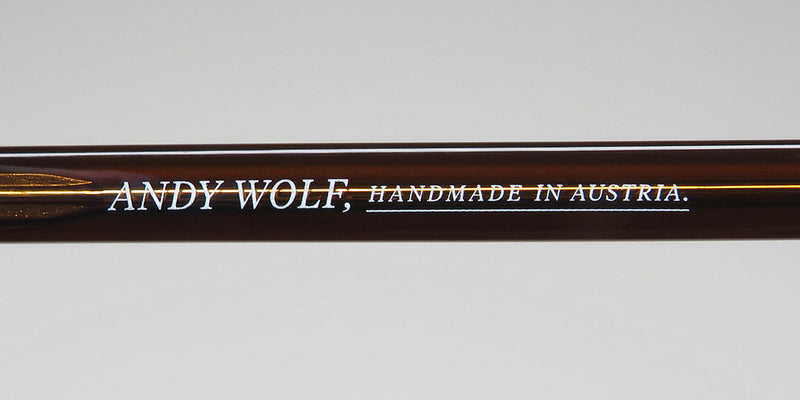 ANDY WOLF, HANDMADE IN AUSTRIA.